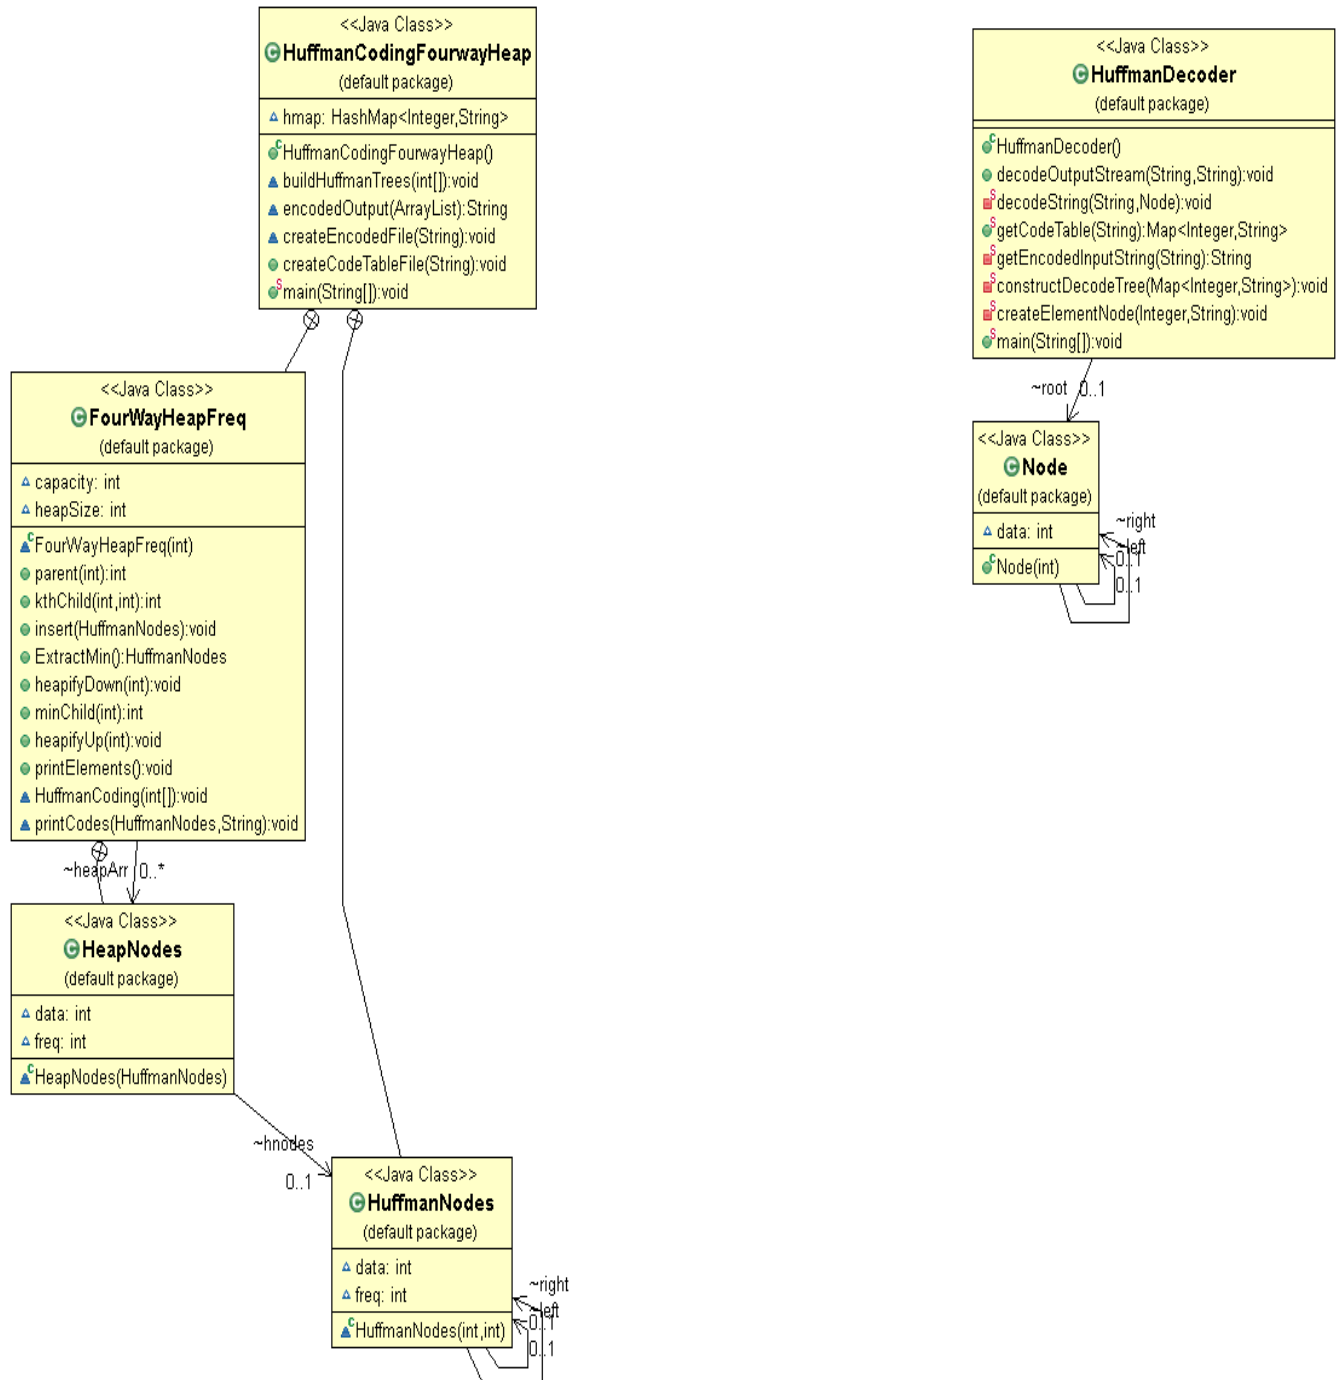 <<Java Class>>
HuffmanCodingFourwayHeap
(default package)
hmap: HashMap<Integer,String>
HuffmanCodingFourwayHeap()
buildHuffmanTrees(int[]):void
encodedOutput(ArrayList):String
createEncodedFile(String):void
createCodeTableFile(String):void
main(String[]):void
<<Java Class>>
HuffmanDecoder
(default package)
HuffmanDecoder()
decodeOutputStream(String,String):void
decodeString(String,Node):void
getCodeTable(String):Map<Integer,String>
getEncodedInputString(String):String
constructDecodeTree(Map<Integer,String>):void
createElementNode(Integer,String):void
main(String[]):void
~root 0..1
<<Java Class>>
Node
(default package)
data: int
Node(int)
~right
~left
0..1
0..1
<<Java Class>>
FourWayHeapFreq
(default package)
capacity: int
heapSize: int
FourWayHeapFreq(int)
parent(int):int
kthChild(int,int):int
insert(HuffmanNodes):void
ExtractMin():HuffmanNodes
heapifyDown(int):void
minChild(int):int
heapifyUp(int):void
printElements():void
HuffmanCoding(int[]):void
printCodes(HuffmanNodes,String):void
~heapArr 0..*
<<Java Class>>
HeapNodes
(default package)
data: int
freq: int
HeapNodes(HuffmanNodes)
~hnodes
0..1
<<Java Class>>
HuffmanNodes
(default package)
data: int
freq: int
HuffmanNodes(int,int)
~right
~left
0..1
0..1